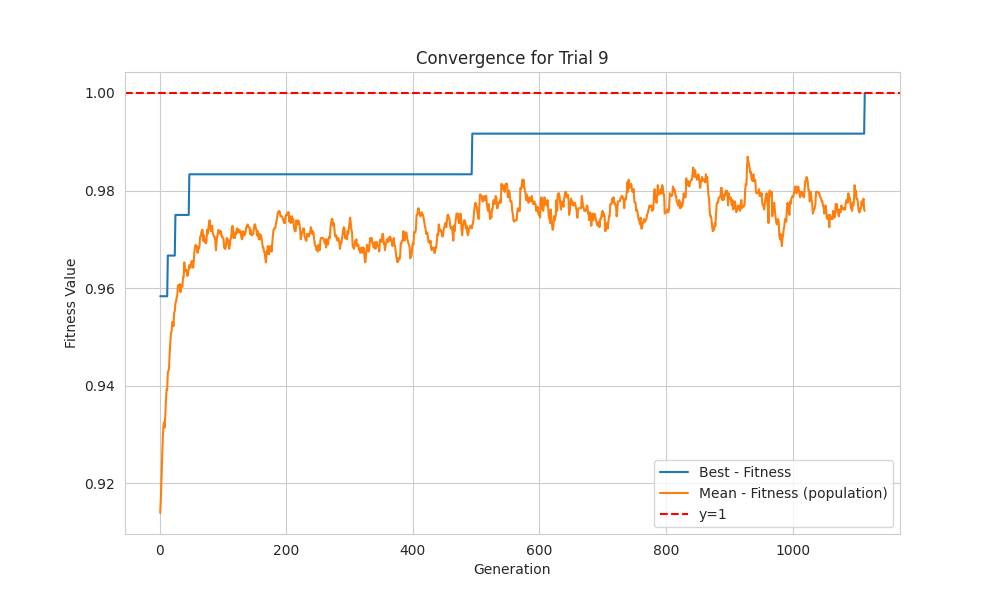 Convergence for Trial 9
Fitness Value
1.00
0.98
0.96
0.94
0.92
0 200 400 600 800 1000
Generation
Best - Fitness
Mean - Fitness (population)
y=1